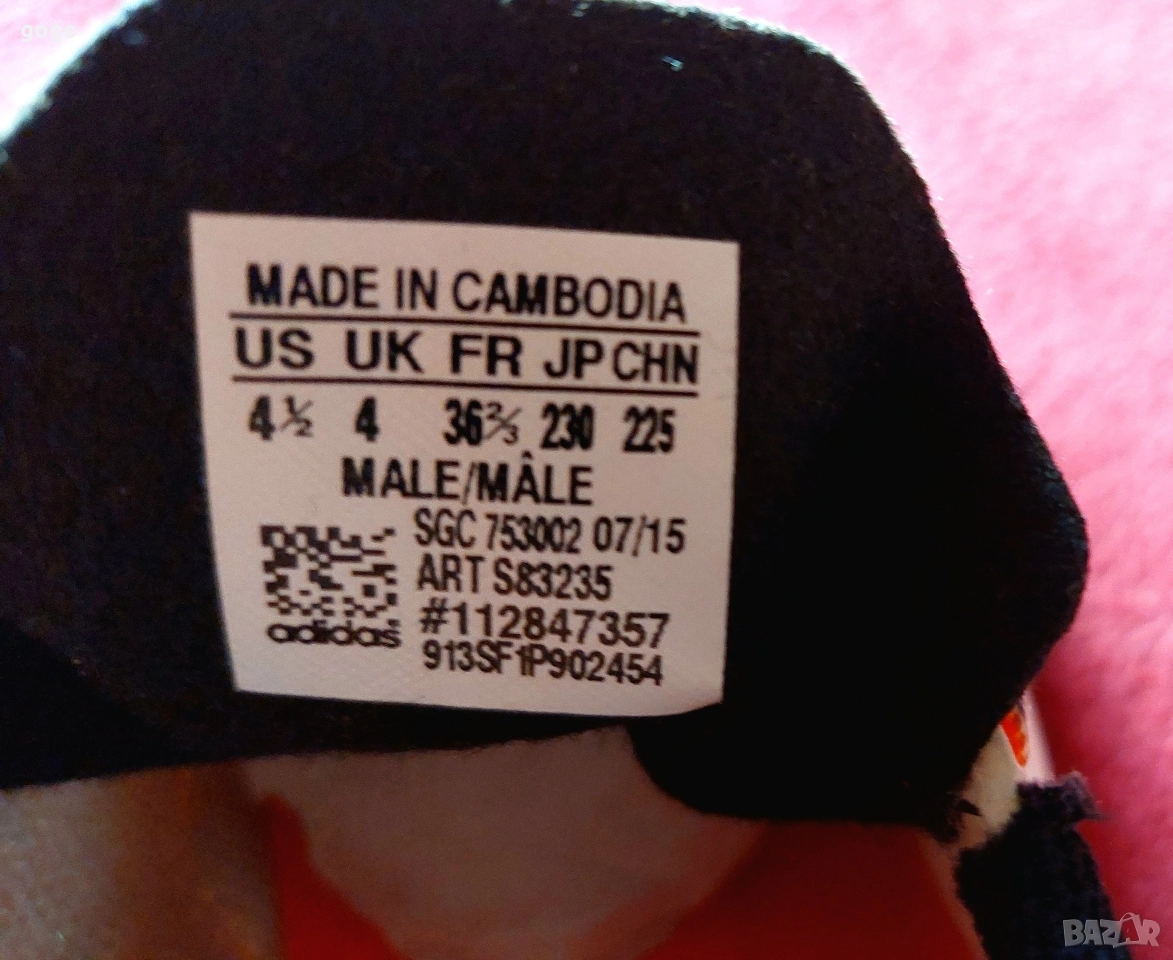 MADE IN CAMBODIA
US UK FR JP CHN
4½ 4 36⅔ 230 225
MALE/MÂLE
SGC 753002 07/15
ART S83235
#112847357
913SF1P902454
adidas
BAZAR